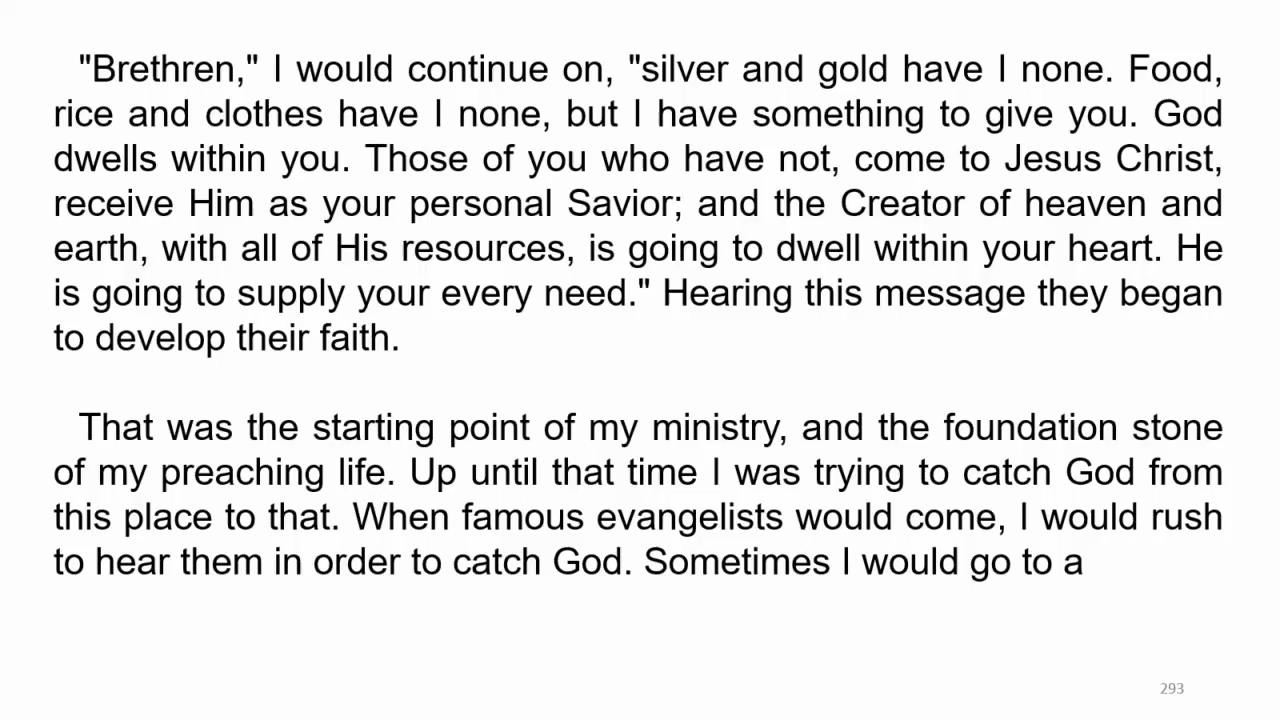 "Brethren," I would continue on, "silver and gold have I none. Food,
rice and clothes have I none, but I have something to give you. God
dwells within you. Those of you who have not, come to Jesus Christ,
receive Him as your personal Savior; and the Creator of heaven and
earth, with all of His resources, is going to dwell within your heart. He
is going to supply your every need." Hearing this message they began
to develop their faith.
That was the starting point of my ministry, and the foundation stone
of my preaching life. Up until that time I was trying to catch God from
this place to that. When famous evangelists would come, I would rush
to hear them in order to catch God. Sometimes I would go to a
293